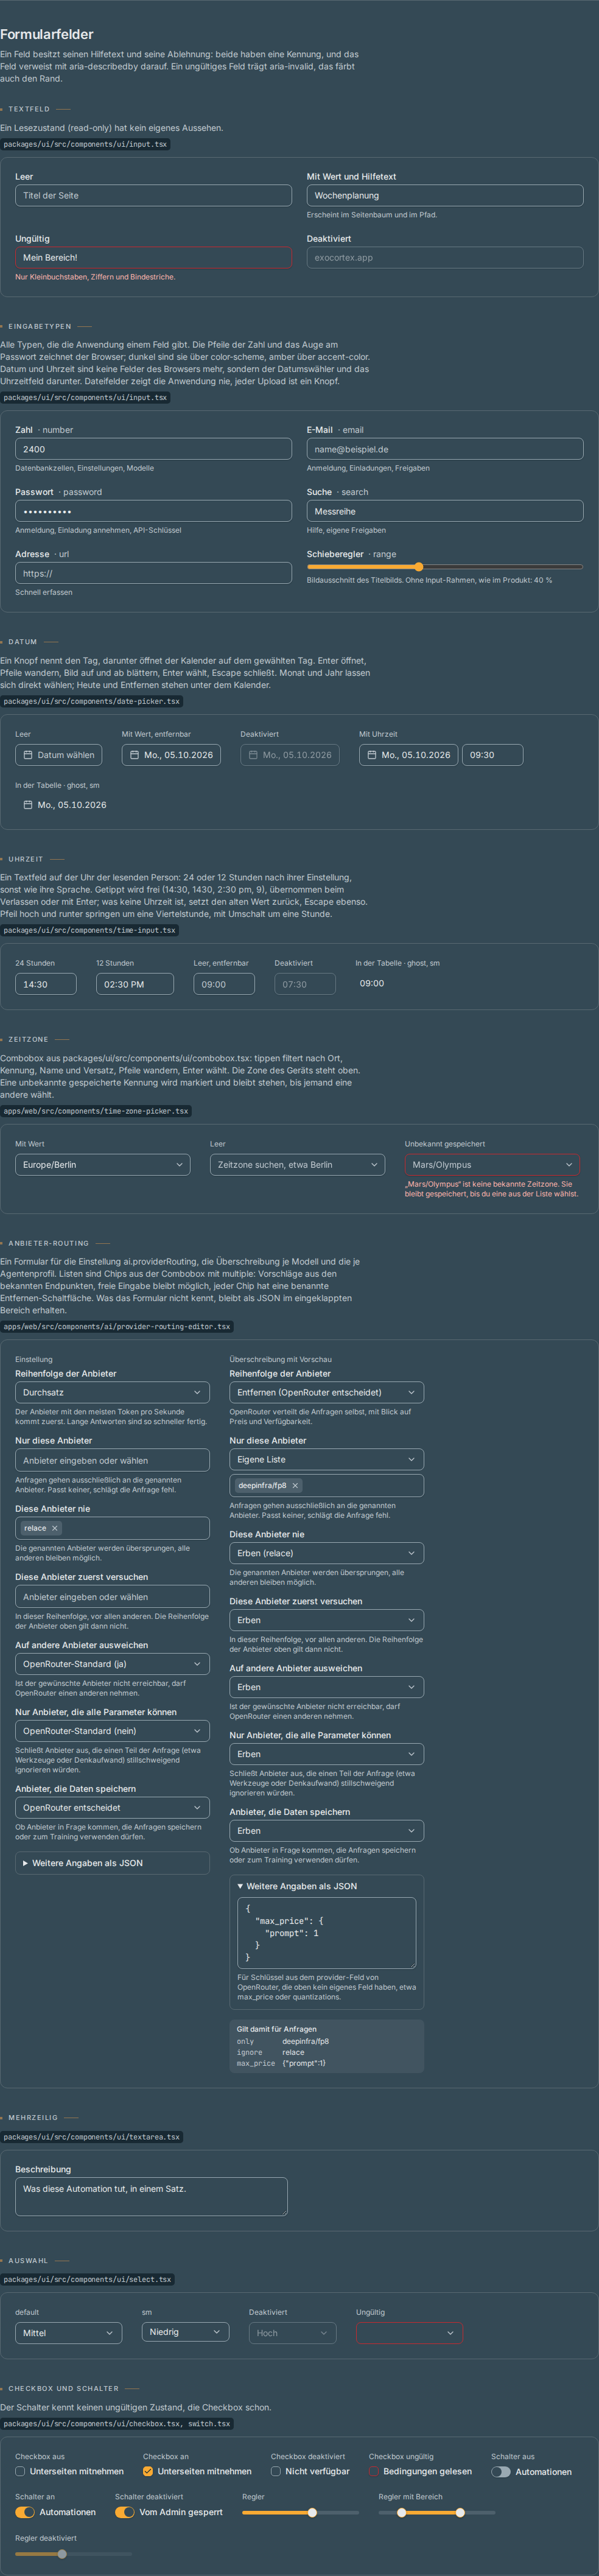 Formularfelder
Ein Feld besitzt seinen Hilfetext und seine Ablehnung: beide haben eine Kennung, und das
Feld verweist mit aria-describedby darauf. Ein ungültiges Feld trägt aria-invalid, das färbt
auch den Rand.
TEXTFELD
Ein Lesezustand (read-only) hat kein eigenes Aussehen.
packages/ui/src/components/ui/input.tsx
Leer
Mit Wert und Hilfetext
Titel der Seite
Wochenplanung
Erscheint im Seitenbaum und im Pfad.
Ungültig
Deaktiviert
Mein Bereich!
exocortex.app
Nur Kleinbuchstaben, Ziffern und Bindestriche.
EINGABETYPEN
Alle Typen, die die Anwendung einem Feld gibt. Die Pfeile der Zahl und das Auge am
Passwort zeichnet der Browser; dunkel sind sie über color-scheme, amber über accent-color.
Datum und Uhrzeit sind keine Felder des Browsers mehr, sondern der Datumswähler und das
Uhrzeitfeld darunter. Dateifelder zeigt die Anwendung nie, jeder Upload ist ein Knopf.
packages/ui/src/components/ui/input.tsx
Zahl · number
E-Mail · email
2400
name@beispiel.de
Datenbankzellen, Einstellungen, Modelle
Anmeldung, Einladungen, Freigaben
Passwort · password
Suche · search
••••••••••
Messreihe
Anmeldung, Einladung annehmen, API-Schlüssel
Hilfe, eigene Freigaben
Adresse · url
Schieberegler · range
https://
Bildausschnitt des Titelbilds. Ohne Input-Rahmen, wie im Produkt: 40 %
Schnell erfassen
DATUM
Ein Knopf nennt den Tag, darunter öffnet der Kalender auf dem gewählten Tag. Enter öffnet,
Pfeile wandern, Bild auf und ab blättern, Enter wählt, Escape schließt. Monat und Jahr lassen
sich direkt wählen; Heute und Entfernen stehen unter dem Kalender.
packages/ui/src/components/date-picker.tsx
Leer
Mit Wert, entfernbar
Deaktiviert
Mit Uhrzeit
Datum wählen
Mo., 05.10.2026
Mo., 05.10.2026
Mo., 05.10.2026
09:30
In der Tabelle · ghost, sm
Mo., 05.10.2026
UHRZEIT
Ein Textfeld auf der Uhr der lesenden Person: 24 oder 12 Stunden nach ihrer Einstellung,
sonst wie ihre Sprache. Getippt wird frei (14:30, 1430, 2:30 pm, 9), übernommen beim
Verlassen oder mit Enter; was keine Uhrzeit ist, setzt den alten Wert zurück, Escape ebenso.
Pfeil hoch und runter springen um eine Viertelstunde, mit Umschalt um eine Stunde.
packages/ui/src/components/time-input.tsx
24 Stunden
12 Stunden
Leer, entfernbar
Deaktiviert
In der Tabelle · ghost, sm
14:30
02:30 PM
09:00
07:30
09:00
ZEITZONE
Combobox aus packages/ui/src/components/ui/combobox.tsx: tippen filtert nach Ort,
Kennung, Name und Versatz, Pfeile wandern, Enter wählt. Die Zone des Geräts steht oben.
Eine unbekannte gespeicherte Kennung wird markiert und bleibt stehen, bis jemand eine
andere wählt.
apps/web/src/components/time-zone-picker.tsx
Mit Wert
Leer
Unbekannt gespeichert
Europe/Berlin
Zeitzone suchen, etwa Berlin
Mars/Olympus
„Mars/Olympus“ ist keine bekannte Zeitzone. Sie
bleibt gespeichert, bis du eine aus der Liste wählst.
ANBIETER-ROUTING
Ein Formular für die Einstellung ai.providerRouting, die Überschreibung je Modell und die je
Agentenprofil. Listen sind Chips aus der Combobox mit multiple: Vorschläge aus den
bekannten Endpunkten, freie Eingabe bleibt möglich, jeder Chip hat eine benannte
Entfernen-Schaltfläche. Was das Formular nicht kennt, bleibt als JSON im eingeklappten
Bereich erhalten.
apps/web/src/components/ai/provider-routing-editor.tsx
Einstellung
Reihenfolge der Anbieter
Durchsatz
Der Anbieter mit den meisten Token pro Sekunde
kommt zuerst. Lange Antworten sind so schneller fertig.
Nur diese Anbieter
Anbieter eingeben oder wählen
Anfragen gehen ausschließlich an die genannten
Anbieter. Passt keiner, schlägt die Anfrage fehl.
Diese Anbieter nie
relace
Die genannten Anbieter werden übersprungen, alle
anderen bleiben möglich.
Diese Anbieter zuerst versuchen
Anbieter eingeben oder wählen
In dieser Reihenfolge, vor allen anderen. Die Reihenfolge
der Anbieter oben gilt dann nicht.
Auf andere Anbieter ausweichen
OpenRouter-Standard (ja)
Ist der gewünschte Anbieter nicht erreichbar, darf
OpenRouter einen anderen nehmen.
Nur Anbieter, die alle Parameter können
OpenRouter-Standard (nein)
Schließt Anbieter aus, die einen Teil der Anfrage (etwa
Werkzeuge oder Denkaufwand) stillschweigend
ignorieren würden.
Anbieter, die Daten speichern
OpenRouter entscheidet
Ob Anbieter in Frage kommen, die Anfragen speichern
oder zum Training verwenden dürfen.
Weitere Angaben als JSON
Überschreibung mit Vorschau
Reihenfolge der Anbieter
Entfernen (OpenRouter entscheidet)
OpenRouter verteilt die Anfragen selbst, mit Blick auf
Preis und Verfügbarkeit.
Nur diese Anbieter
Eigene Liste
deepinfra/fp8
Anfragen gehen ausschließlich an die genannten
Anbieter. Passt keiner, schlägt die Anfrage fehl.
Diese Anbieter nie
Erben (relace)
Die genannten Anbieter werden übersprungen, alle
anderen bleiben möglich.
Diese Anbieter zuerst versuchen
Erben
In dieser Reihenfolge, vor allen anderen. Die Reihenfolge
der Anbieter oben gilt dann nicht.
Auf andere Anbieter ausweichen
Erben
Ist der gewünschte Anbieter nicht erreichbar, darf
OpenRouter einen anderen nehmen.
Nur Anbieter, die alle Parameter können
Erben
Schließt Anbieter aus, die einen Teil der Anfrage (etwa
Werkzeuge oder Denkaufwand) stillschweigend
ignorieren würden.
Anbieter, die Daten speichern
Erben
Ob Anbieter in Frage kommen, die Anfragen speichern
oder zum Training verwenden dürfen.
Weitere Angaben als JSON
{
"max_price": {
"prompt": 1
}
}
Für Schlüssel aus dem provider-Feld von
OpenRouter, die oben kein eigenes Feld haben, etwa
max_price oder quantizations.
Gilt damit für Anfragen
only deepinfra/fp8
ignore relace
max_price {"prompt":1}
MEHRZEILIG
packages/ui/src/components/ui/textarea.tsx
Beschreibung
Was diese Automation tut, in einem Satz.
AUSWAHL
packages/ui/src/components/ui/select.tsx
default
sm
Deaktiviert
Ungültig
Mittel
Niedrig
Hoch
CHECKBOX UND SCHALTER
Der Schalter kennt keinen ungültigen Zustand, die Checkbox schon.
packages/ui/src/components/ui/checkbox.tsx, switch.tsx
Checkbox aus
Checkbox an
Checkbox deaktiviert
Checkbox ungültig
Schalter aus
Unterseiten mitnehmen
Unterseiten mitnehmen
Nicht verfügbar
Bedingungen gelesen
Automationen
Schalter an
Schalter deaktiviert
Regler
Regler mit Bereich
Automationen
Vom Admin gesperrt
Regler deaktiviert